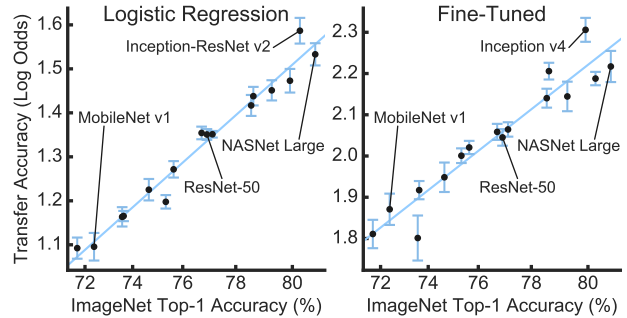 Logistic Regression
Fine-Tuned
Transfer Accuracy (Log Odds)
1.6
1.5
1.4
1.3
1.2
1.1
Inception-ResNet v2
MobileNet v1
NASNet Large
ResNet-50
72 74 76 78 80
ImageNet Top-1 Accuracy (%)
2.3
2.2
2.1
2.0
1.9
1.8
Inception v4
MobileNet v1
NASNet Large
ResNet-50
72 74 76 78 80
ImageNet Top-1 Accuracy (%)